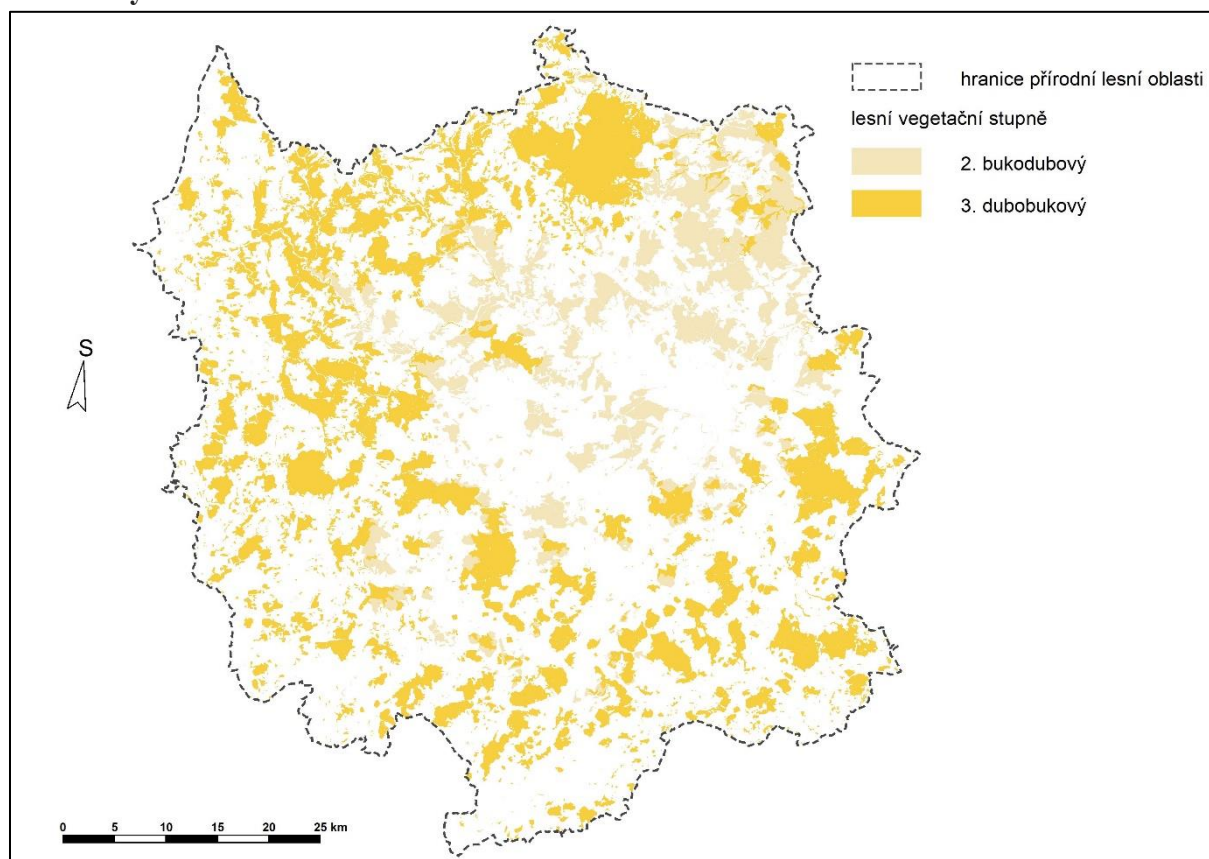 hranice přírodní lesní oblasti
lesní vegetační stupně
2. bukodubový
3. dubobukový
S
0 5 10 15 20 25 km